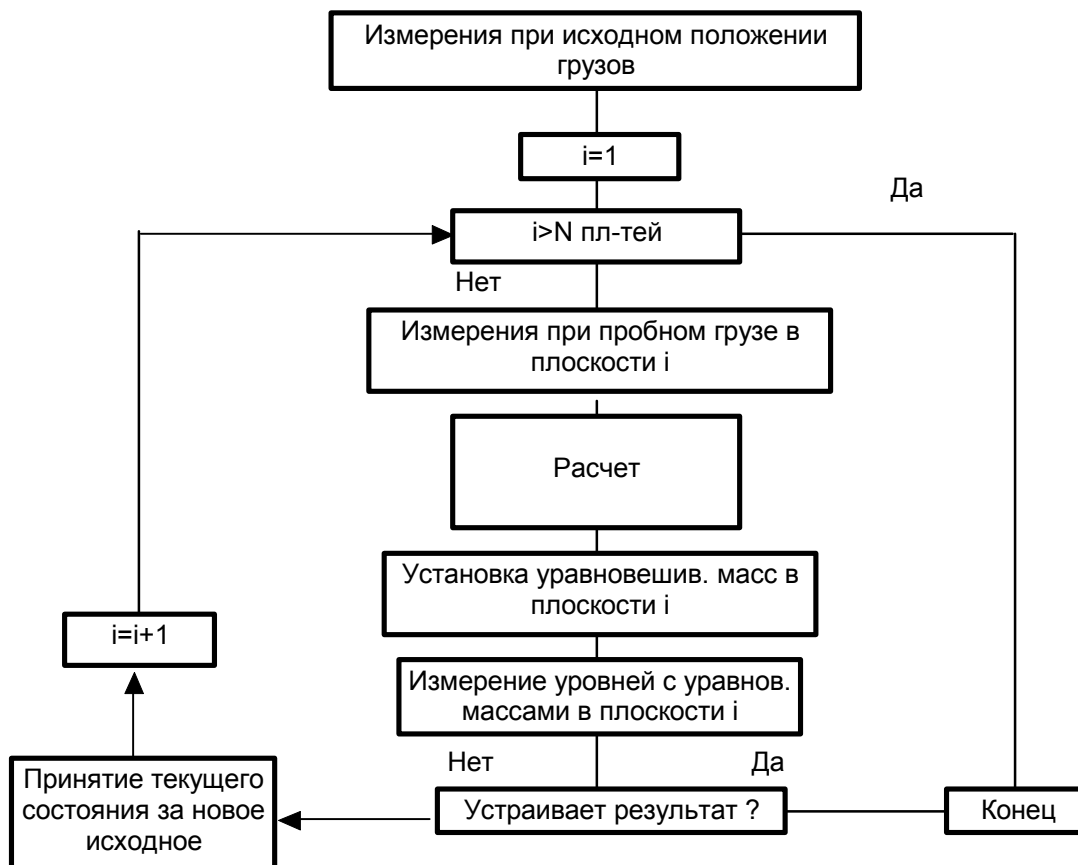 Измерения при исходном положении
грузов
i=1
Да
i>N пл-тей
Нет
Измерения при пробном грузе в
плоскости i
Расчет
Установка уравновешив. масс в
плоскости i
i=i+1
Измерение уровней с уравнов.
массами в плоскости i
Нет
Да
Принятие текущего
состояния за новое
исходное
Устраивает результат ?
Конец